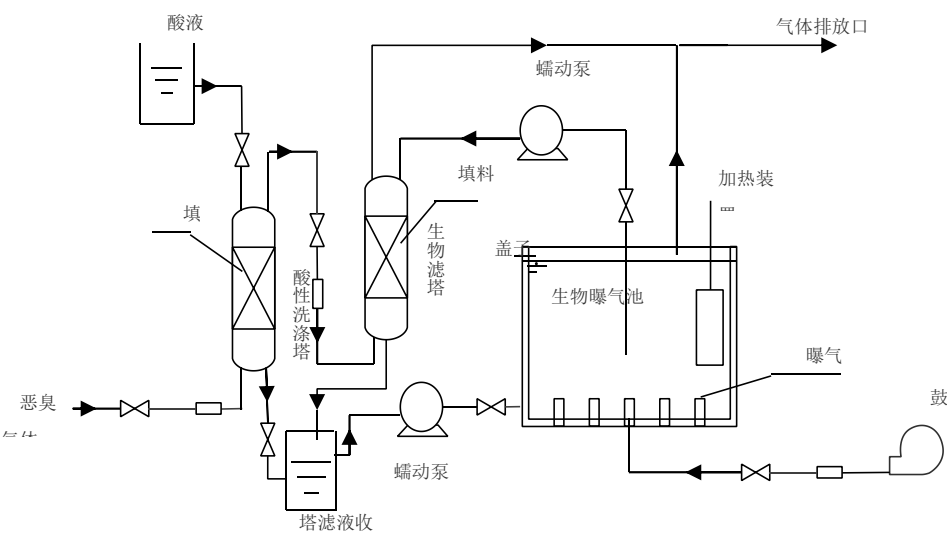 酸液
气体排放口
蠕动泵
填料
加热装
填
生物滤塔
盖子
酸性洗涤塔
生物曝气池
曝气
恶臭
鼓
蠕动泵
塔滤液收